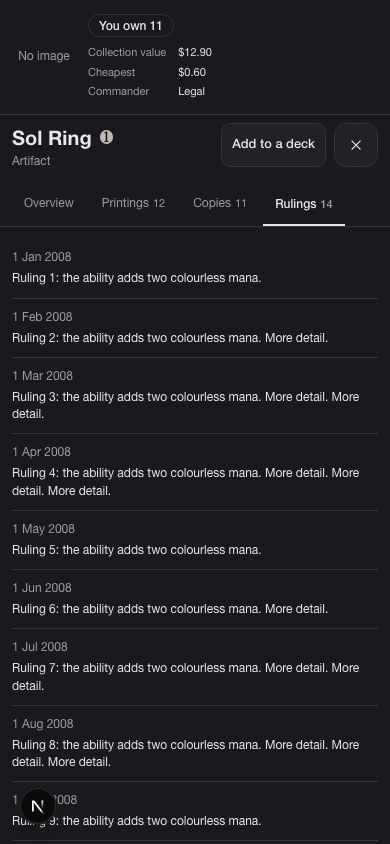 You own 11
No image
Collection value $12.90
Cheapest $0.60
Commander Legal
Sol Ring 1
Add to a deck
×
Artifact
Overview Printings 12 Copies 11 Rulings 14
1 Jan 2008
Ruling 1: the ability adds two colourless mana.
1 Feb 2008
Ruling 2: the ability adds two colourless mana. More detail.
1 Mar 2008
Ruling 3: the ability adds two colourless mana. More detail. More
detail.
1 Apr 2008
Ruling 4: the ability adds two colourless mana. More detail. More
detail. More detail.
1 May 2008
Ruling 5: the ability adds two colourless mana.
1 Jun 2008
Ruling 6: the ability adds two colourless mana. More detail.
1 Jul 2008
Ruling 7: the ability adds two colourless mana. More detail. More
detail.
1 Aug 2008
Ruling 8: the ability adds two colourless mana. More detail. More
detail. More detail.
1 008
N
9: the ability adds two colourless mana.